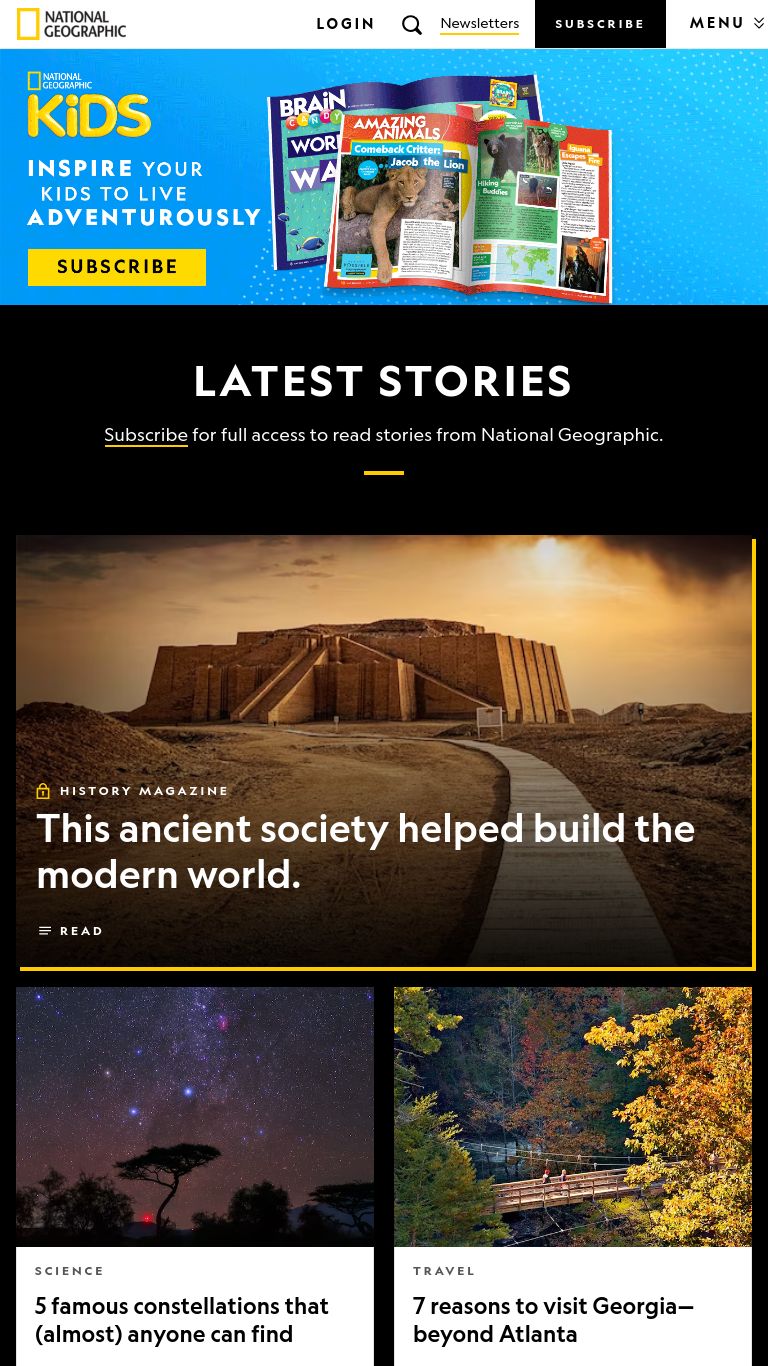 NATIONAL
GEOGRAPHIC
LOGIN
Newsletters
SUBSCRIBE
MENU
NATIONAL
GEOGRAPHIC
KiDS
INSPIRE YOUR
KIDS TO LIVE
ADVENTUROUSLY
SUBSCRIBE
BRAiN
CANDY
AMAZING
ANIMALS
Comeback Critter:
Jacob the Lion
Hiking
Buddies
Iguana
Escapes Fire
LATEST STORIES
Subscribe for full access to read stories from National Geographic.
HISTORY MAGAZINE
This ancient society helped build the
modern world.
READ
SCIENCE
5 famous constellations that
(almost) anyone can find
TRAVEL
7 reasons to visit Georgia—
beyond Atlanta